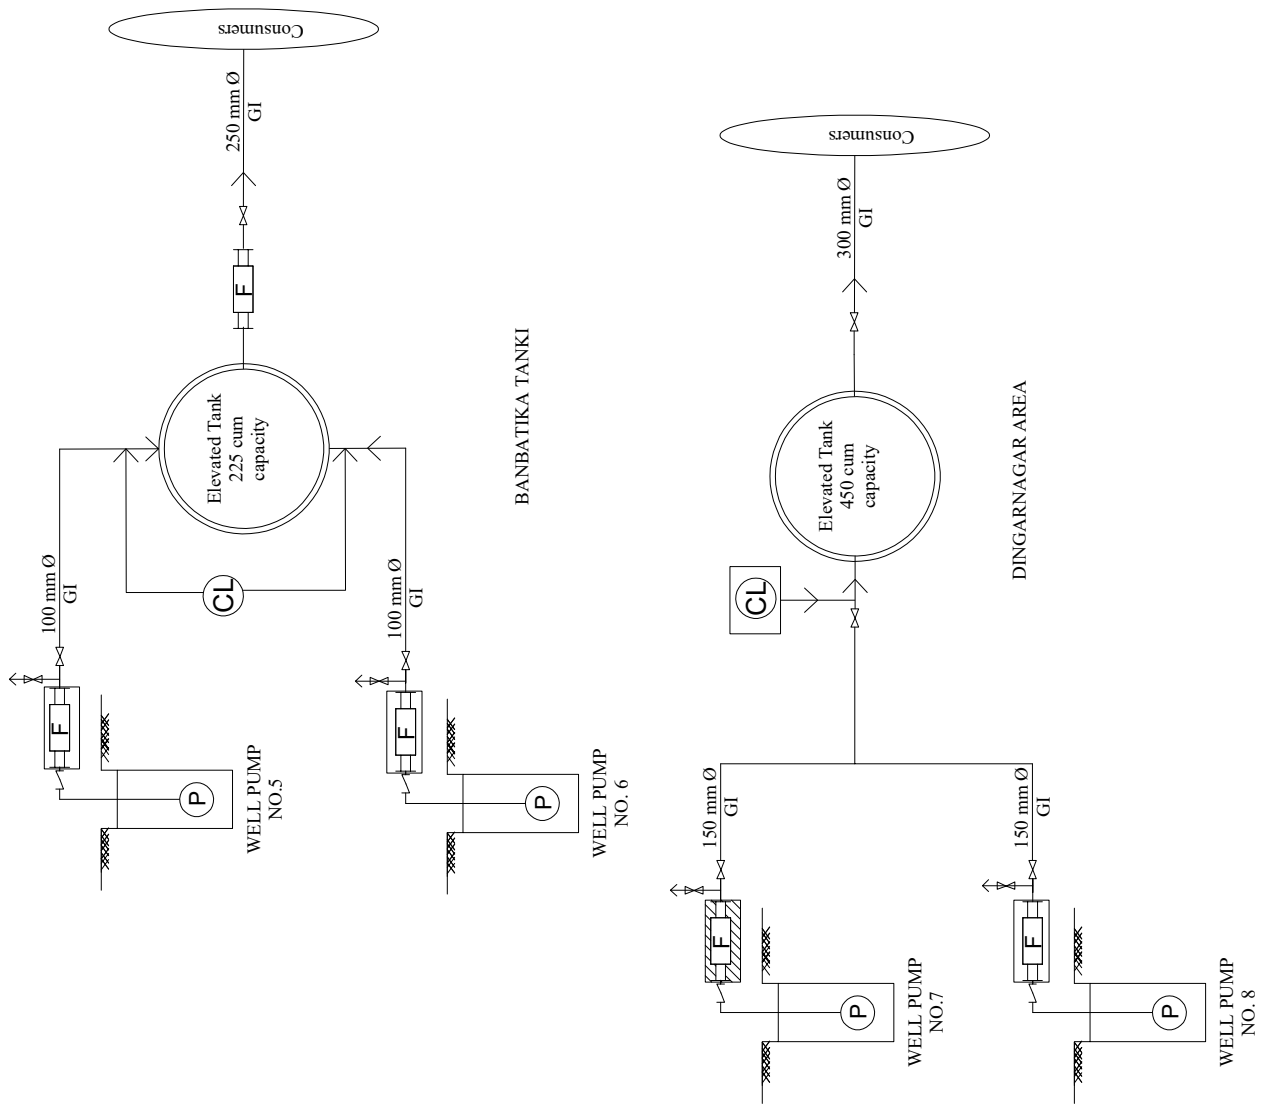 Consumers
250 mm Ø
GI
F
Elevated Tank
225 cum
capacity
BANBATIKA TANKI
100 mm Ø
GI
CL
100 mm Ø
GI
F
F
P
P
WELL PUMP
NO.5
WELL PUMP
NO. 6
Consumers
300 mm Ø
GI
Elevated Tank
450 cum
capacity
DINGARNAGAR AREA
CL
150 mm Ø
GI
150 mm Ø
GI
F
F
P
P
WELL PUMP
NO.7
WELL PUMP
NO. 8